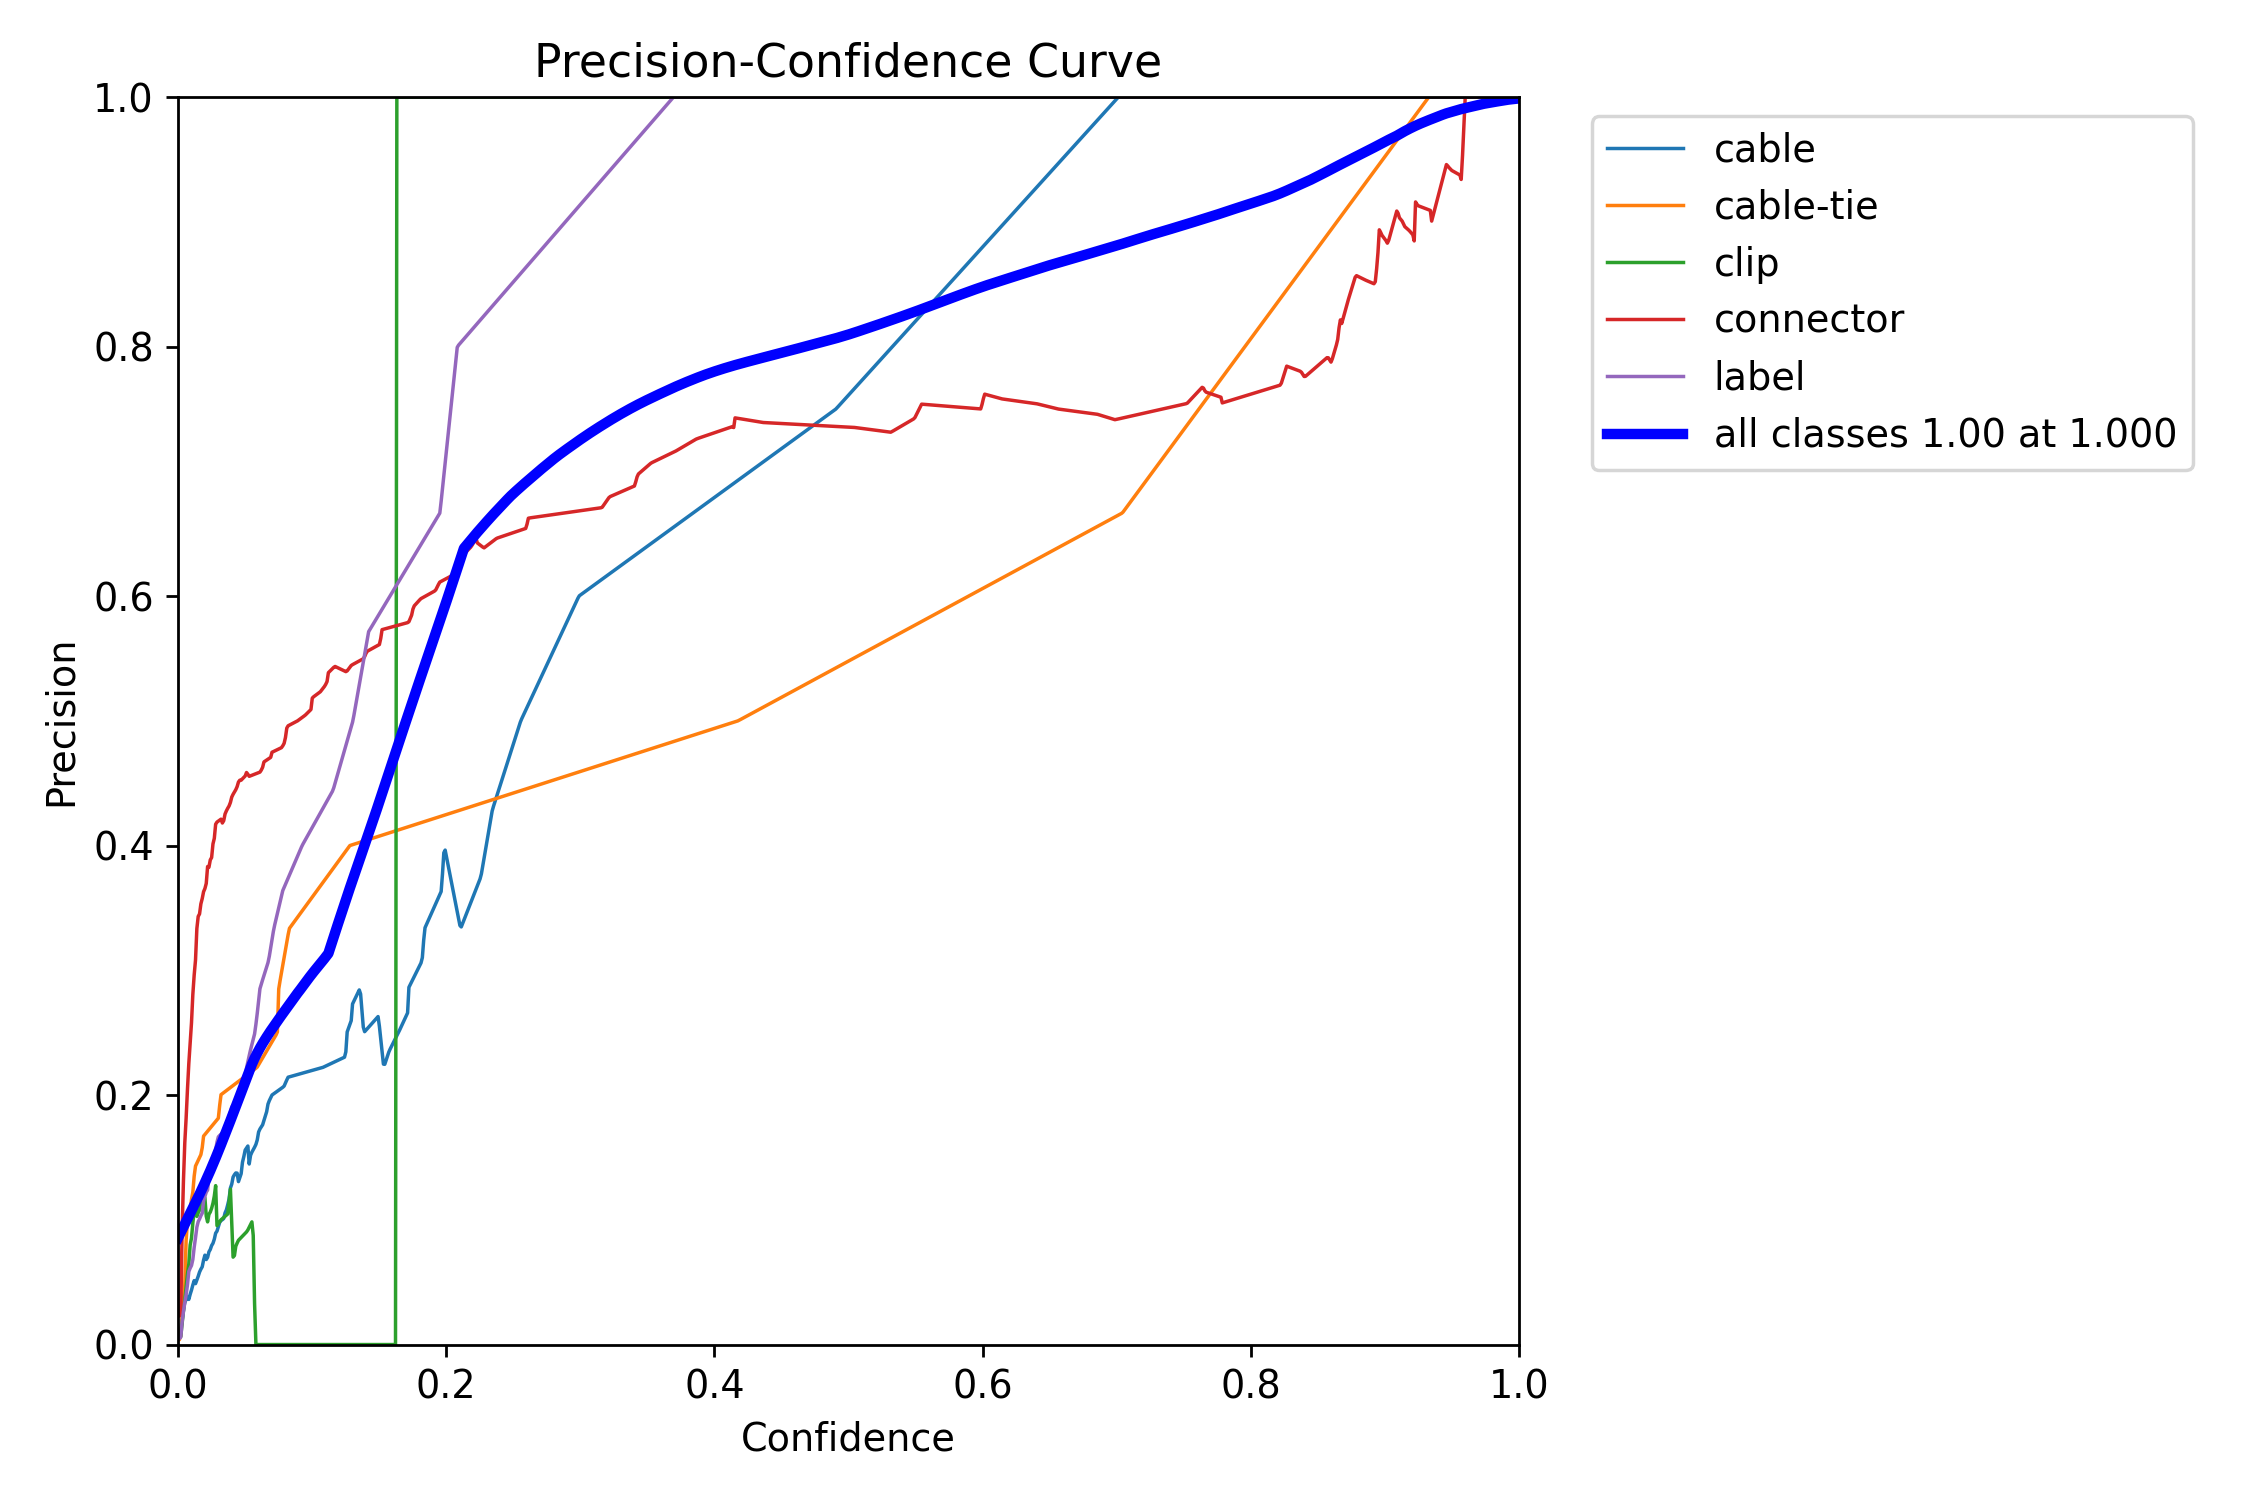 Precision-Confidence Curve
1.0
0.8
0.6
0.4
0.2
0.0
Precision
0.0 0.2 0.4 0.6 0.8 1.0
Confidence
cable
cable-tie
clip
connector
label
all classes 1.00 at 1.000